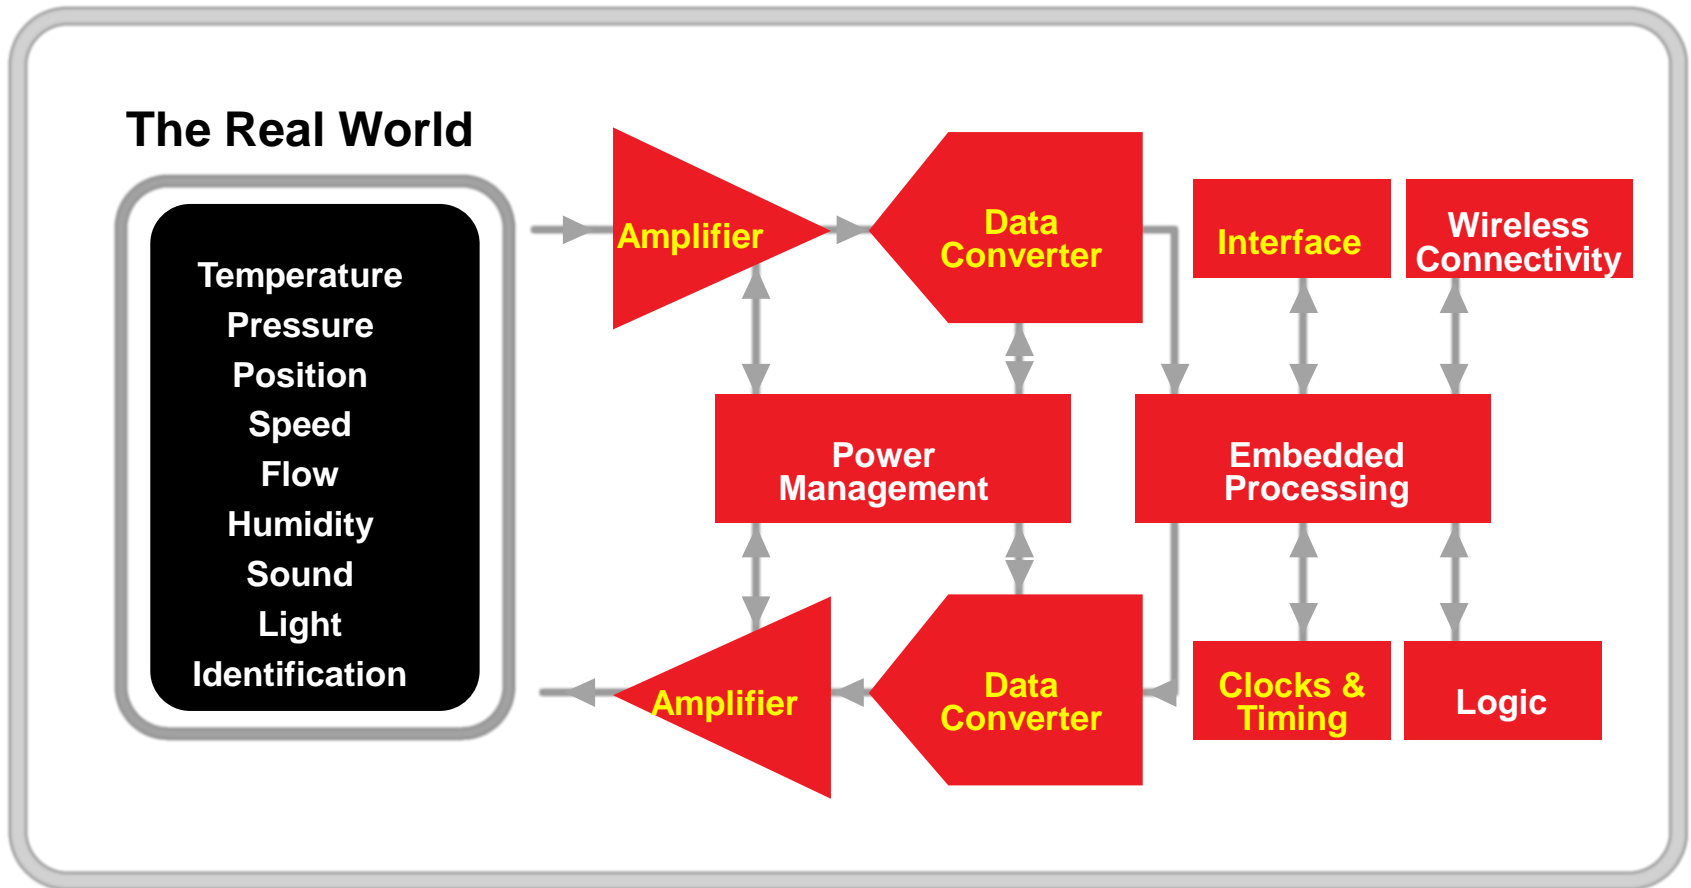 The Real World
Temperature
Pressure
Position
Speed
Flow
Humidity
Sound
Light
Identification
Amplifier
Data
Converter
Interface
Wireless
Connectivity
Power
Management
Embedded
Processing
Amplifier
Data
Converter
Clocks &
Timing
Logic